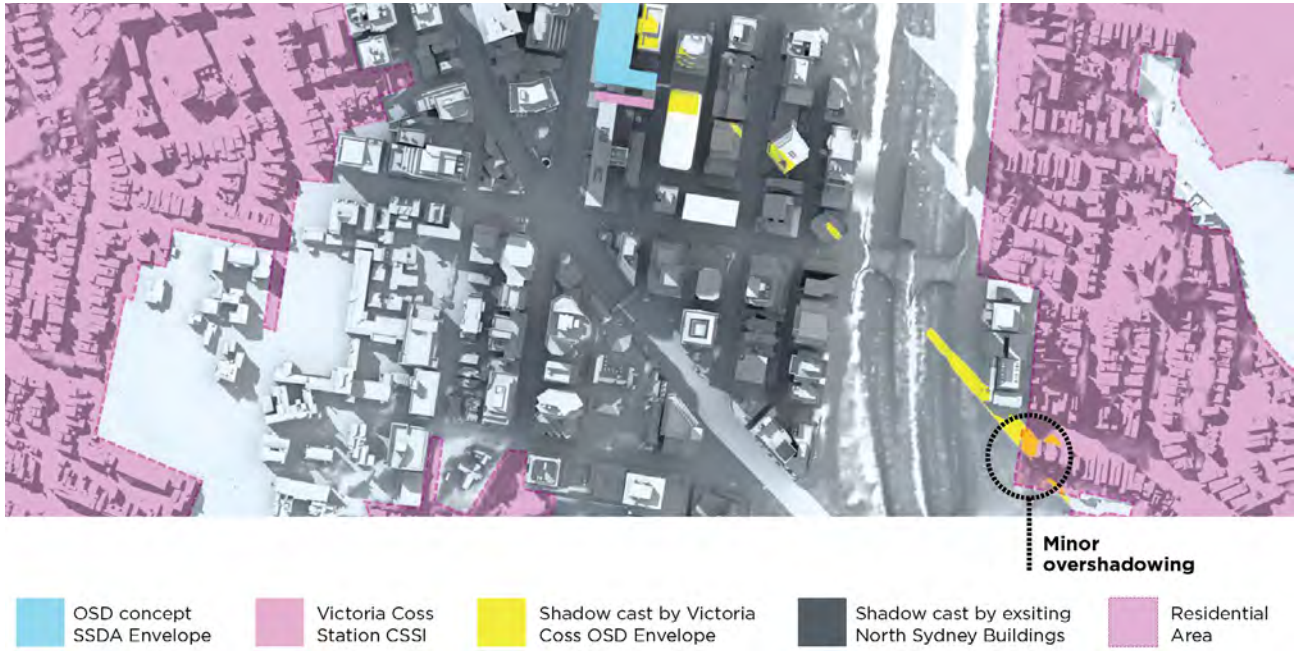 Minor
overshadowing
OSD concept
SSDA Envelope
Victoria Coss
Station CSSI
Shadow cast by Victoria
Coss OSD Envelope
Shadow cast by exsiting
North Sydney Buildings
Residential
Area